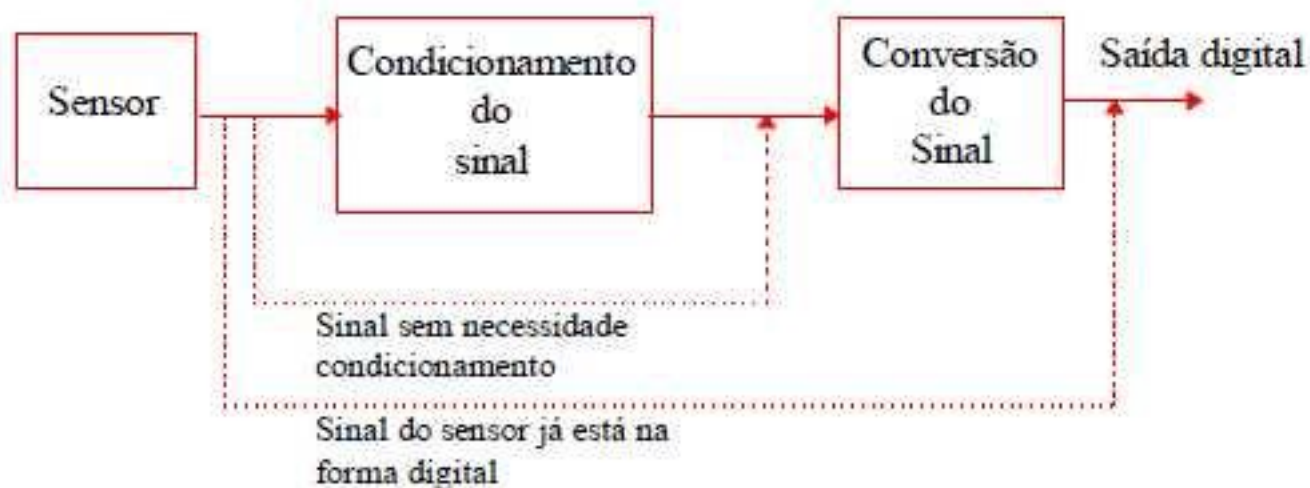 Sensor
Condicionamento
do
sinal
Conversão
do
Sinal
Saída digital
Sinal sem necessidade
condicionamento
Sinal do sensor já está na
forma digital